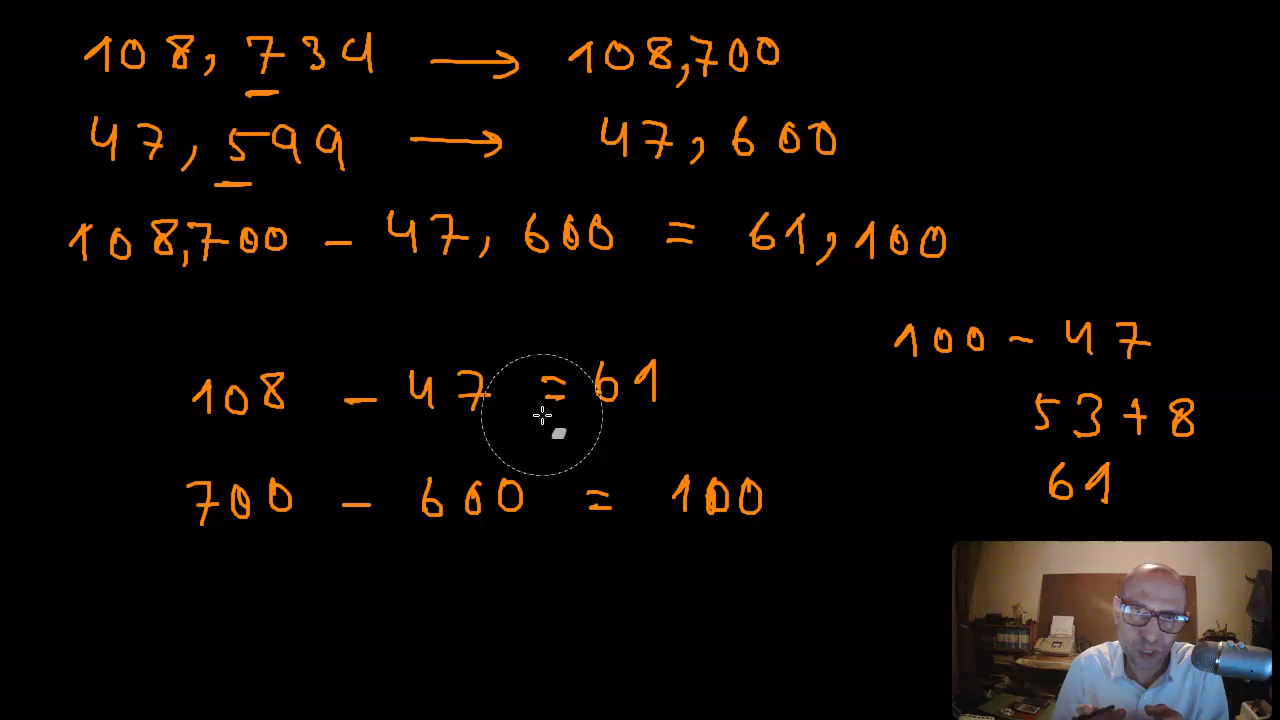 108,734 → 108,700
47,599 → 47,600
108,700 - 47,600 = 61,100
100 - 47
108 - 47 = 61
53 + 8
61
700 - 600 = 100